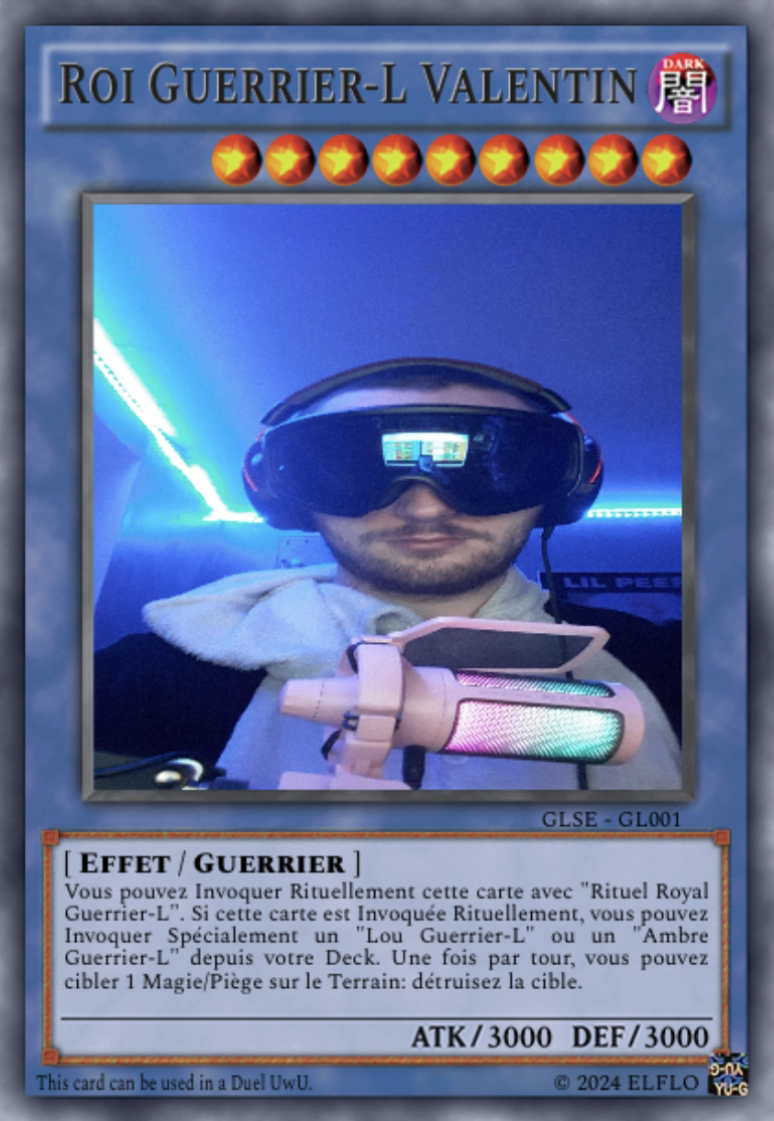 ROI GUERRIER-L VALENTIN
DARK
闇
LIL PEEP
GLSE - GL001
[ EFFET / GUERRIER ]
Vous pouvez Invoquer Rituellement cette carte avec "Rituel Royal
Guerrier-L". Si cette carte est Invoquée Rituellement, vous pouvez
Invoquer Spécialement un "Lou Guerrier-L" ou un "Ambre
Guerrier-L" depuis votre Deck. Une fois par tour, vous pouvez
cibler 1 Magie/Piège sur le Terrain: détruisez la cible.
ATK/3000 DEF/3000
This card can be used in a Duel UwU.
© 2024 ELFLO
YU-G
YU-G